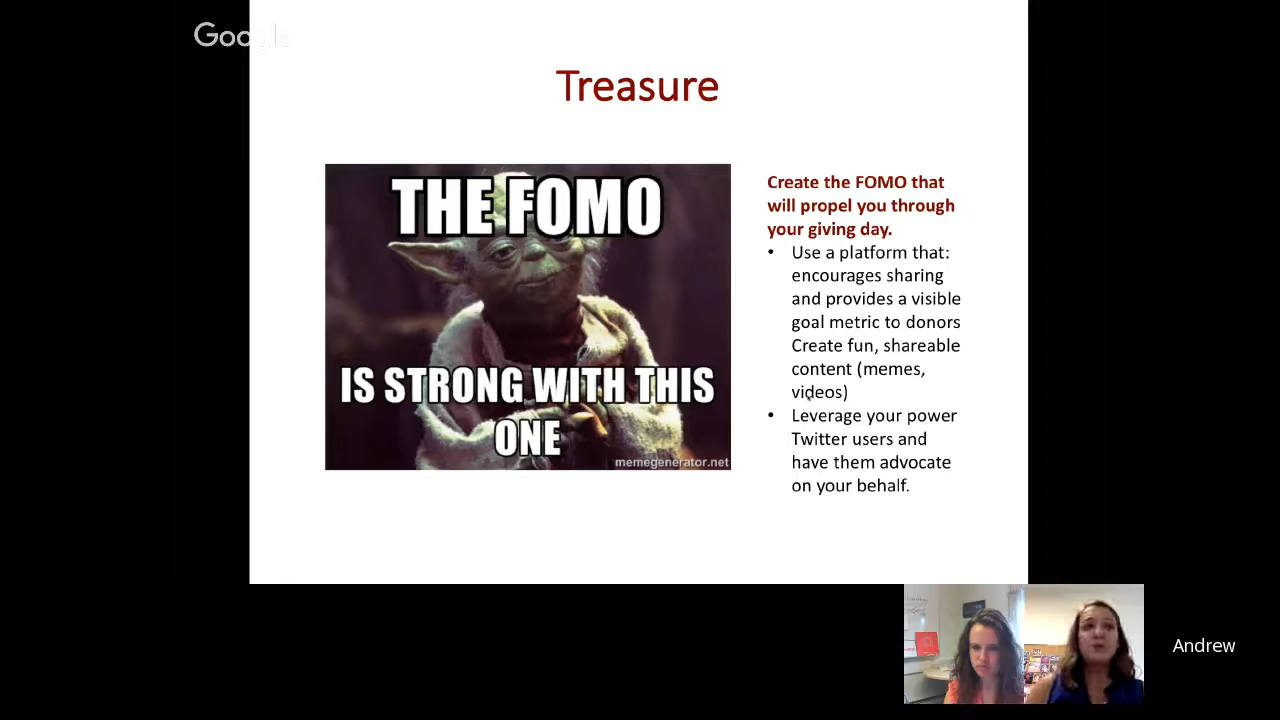 Google
Treasure
THE FOMO
IS STRONG WITH THIS
ONE
memegenerator.net
Create the FOMO that
will propel you through
your giving day.
• Use a platform that:
encourages sharing
and provides a visible
goal metric to donors
Create fun, shareable
content (memes,
videos)
• Leverage your power
Twitter users and
have them advocate
on your behalf.
Andrew